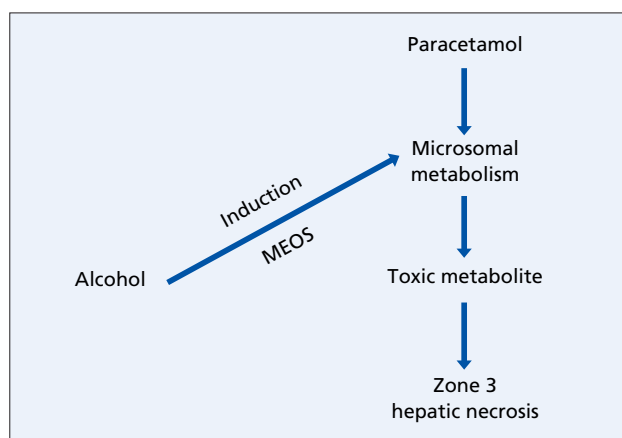 Paracetamol
Microsomal
metabolism
Induction
MEOS
Alcohol
Toxic metabolite
Zone 3
hepatic necrosis